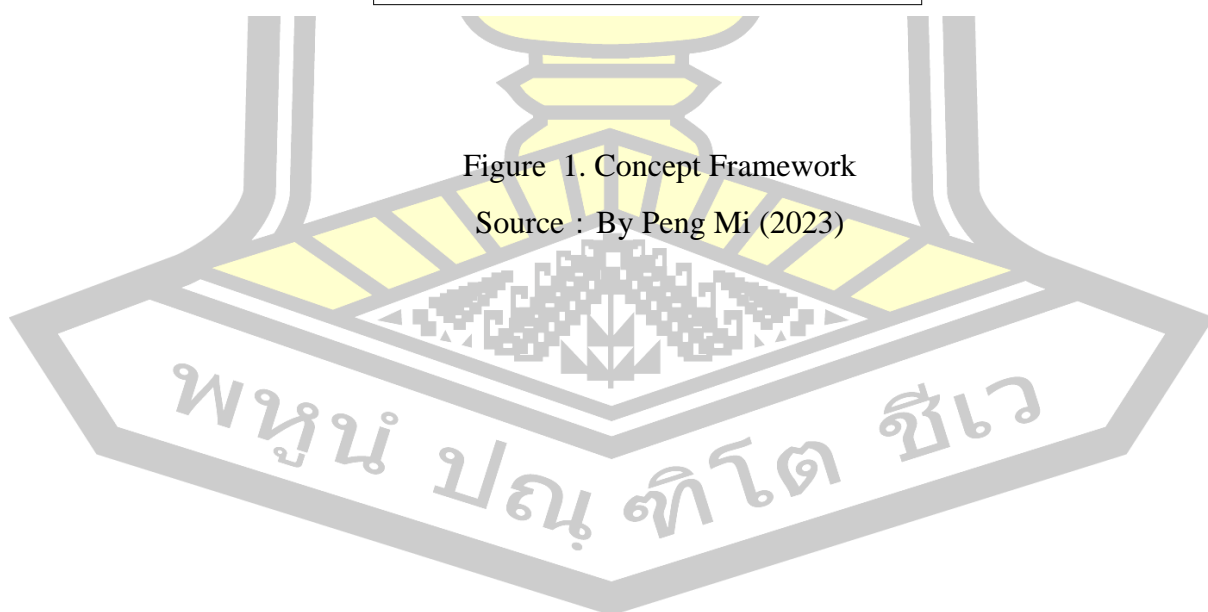 Figure 1. Concept Framework
Source : By Peng Mi (2023)
พหูนํ ปณฺฑิโต ชีเว